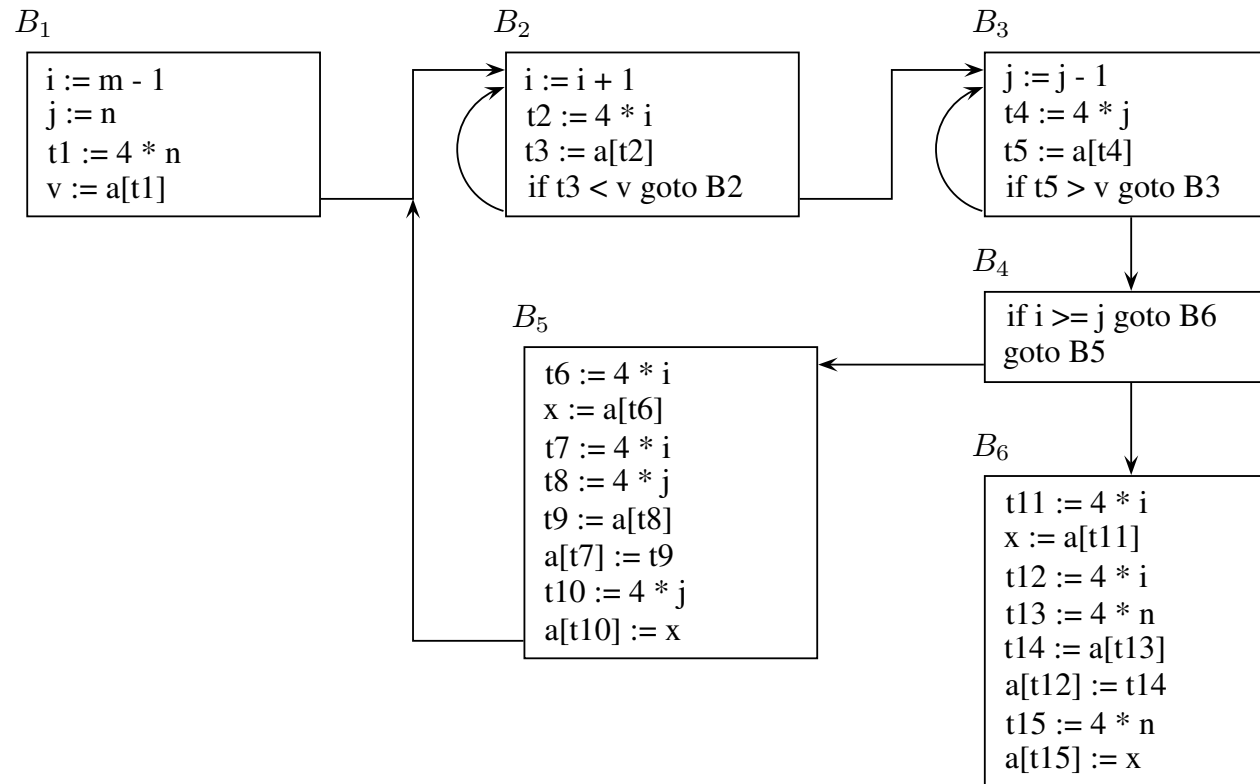 B1
i := m - 1
j := n
t1 := 4 * n
v := a[t1]
B2
i := i + 1
t2 := 4 * i
t3 := a[t2]
if t3 < v goto B2
B3
j := j - 1
t4 := 4 * j
t5 := a[t4]
if t5 > v goto B3
B4
if i >= j goto B6
goto B5
B5
t6 := 4 * i
x := a[t6]
t7 := 4 * i
t8 := 4 * j
t9 := a[t8]
a[t7] := t9
t10 := 4 * j
a[t10] := x
B6
t11 := 4 * i
x := a[t11]
t12 := 4 * i
t13 := 4 * n
t14 := a[t13]
a[t12] := t14
t15 := 4 * n
a[t15] := x